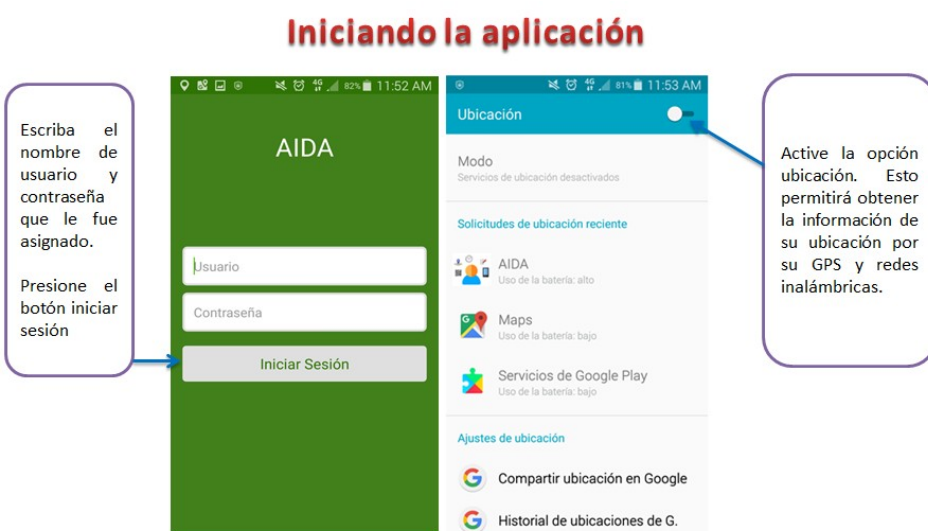 Iniciando la aplicación
Escriba el
nombre de
usuario y
contraseña
que le fue
asignado.
Presione el
botón iniciar
sesión
4G 82% 11:52 AM
AIDA
Usuario
Contraseña
Iniciar Sesión
4G 81% 11:53 AM
Ubicación
Modo
Servicios de ubicación desactivados
Solicitudes de ubicación reciente
AIDA
Uso de la batería: alto
Maps
Uso de la batería: bajo
Servicios de Google Play
Uso de la batería: bajo
Ajustes de ubicación
Compartir ubicación en Google
Historial de ubicaciones de G.
Active la opción
ubicación. Esto
permitirá obtener
la información de
su ubicación por
su GPS y redes
inalámbricas.